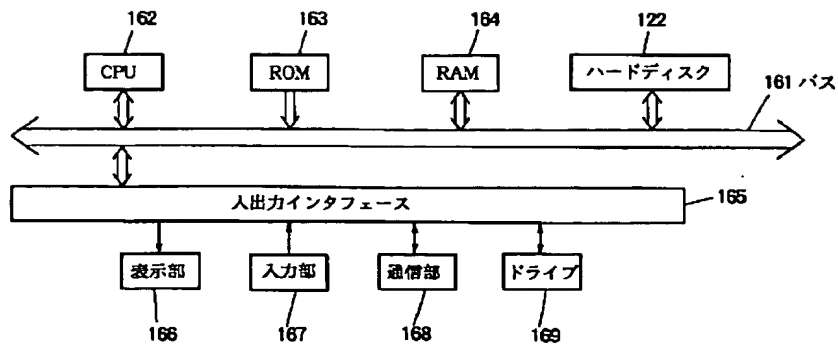 162 163 164 122
CPU ROM RAM ハードディスク
161 バス
入出力インタフェース 165
表示部 入力部 通信部 ドライブ
166 167 168 169